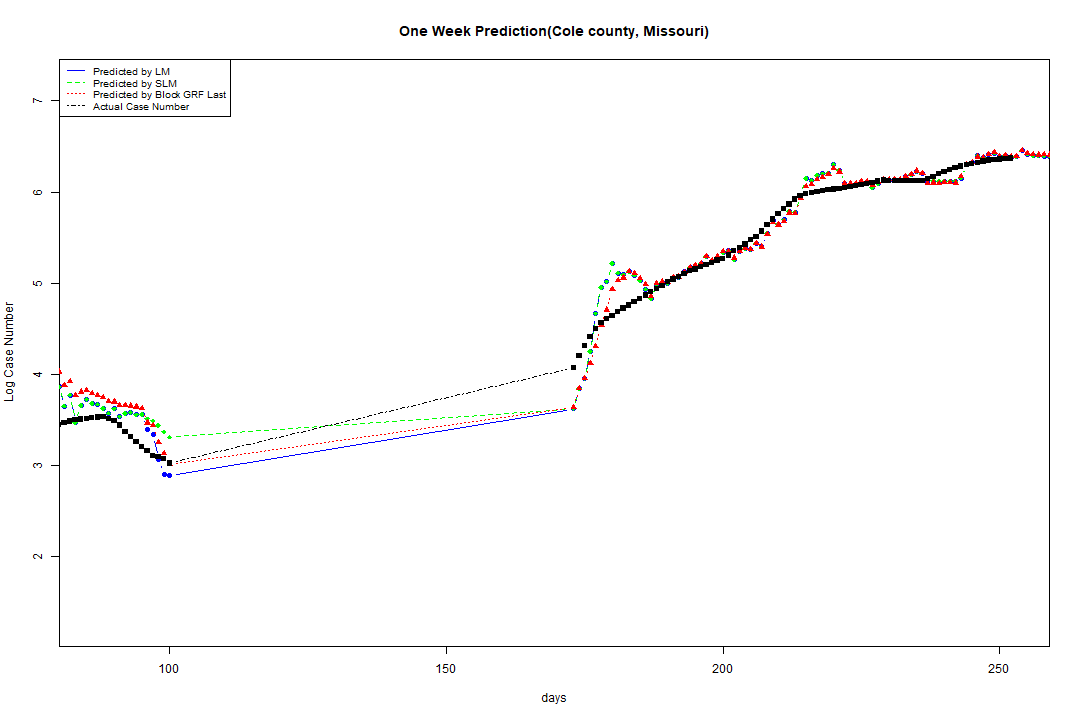 One Week Prediction(Cole county, Missouri)
Predicted by LM
Predicted by SLM
Predicted by Block GRF Last
Actual Case Number
7
6
5
4
3
2
Log Case Number
100 150 200 250
days